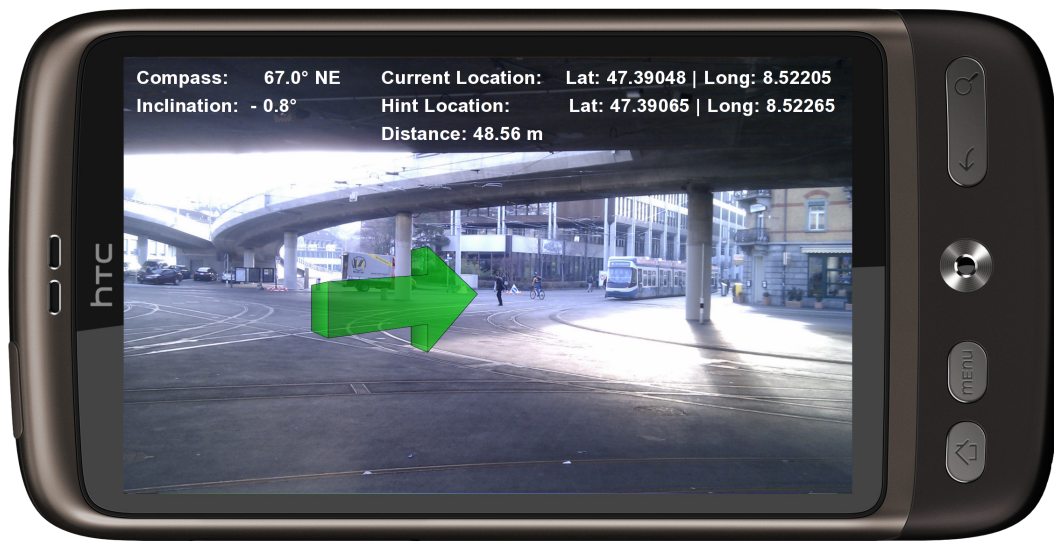 Compass: 67.0° NE
Inclination: - 0.8°
Current Location: Lat: 47.39048 | Long: 8.52205
Hint Location: Lat: 47.39065 | Long: 8.52265
Distance: 48.56 m
hTC
MENU